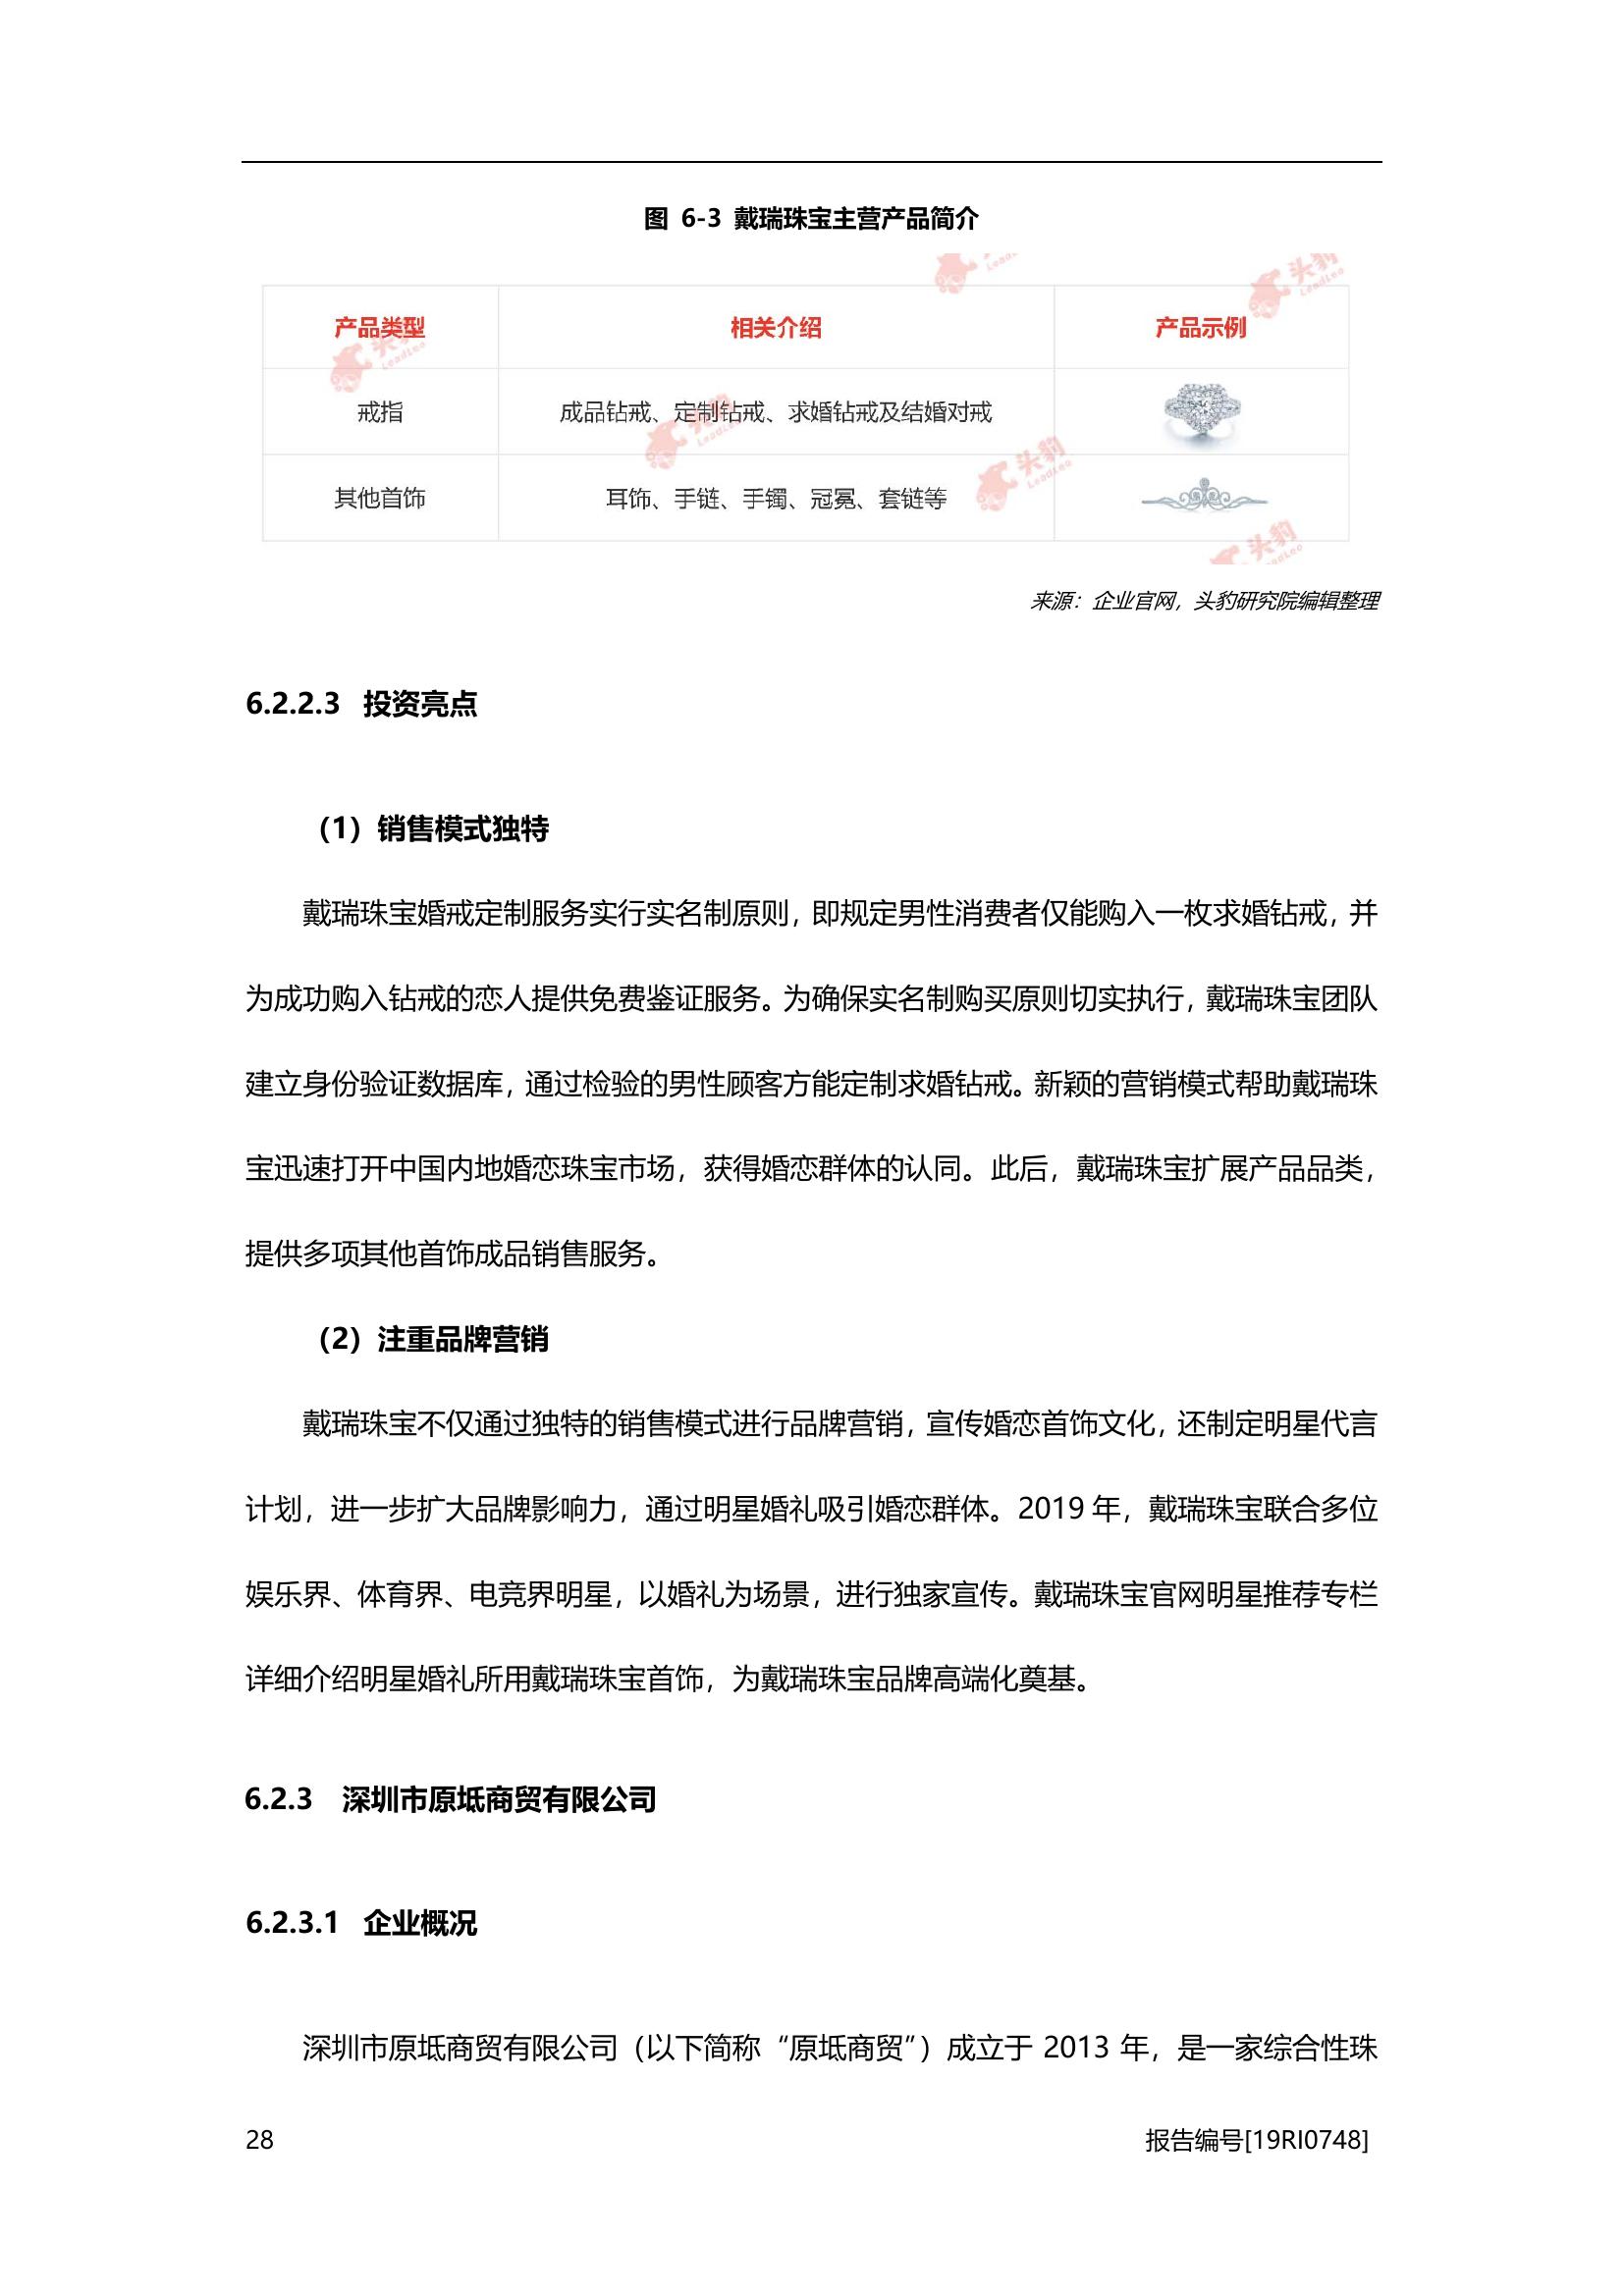 图 6-3 戴瑞珠宝主营产品简介
产品类型 相关介绍 产品示例
戒指 成品钻戒、定制钻戒、求婚钻戒及结婚对戒
其他首饰 耳饰、手链、手镯、冠冕、套链等
来源：企业官网，头豹研究院编辑整理
6.2.2.3 投资亮点
（1）销售模式独特
戴瑞珠宝婚戒定制服务实行实名制原则，即规定男性消费者仅能购入一枚求婚钻戒，并
为成功购入钻戒的恋人提供免费鉴证服务。为确保实名制购买原则切实执行，戴瑞珠宝团队
建立身份验证数据库，通过检验的男性顾客方能定制求婚钻戒。新颖的营销模式帮助戴瑞珠
宝迅速打开中国内地婚恋珠宝市场，获得婚恋群体的认同。此后，戴瑞珠宝扩展产品品类，
提供多项其他首饰成品销售服务。
（2）注重品牌营销
戴瑞珠宝不仅通过独特的销售模式进行品牌营销，宣传婚恋首饰文化，还制定明星代言
计划，进一步扩大品牌影响力，通过明星婚礼吸引婚恋群体。2019 年，戴瑞珠宝联合多位
娱乐界、体育界、电竞界明星，以婚礼为场景，进行独家宣传。戴瑞珠宝官网明星推荐专栏
详细介绍明星婚礼所用戴瑞珠宝首饰，为戴瑞珠宝品牌高端化奠基。
6.2.3 深圳市原坻商贸有限公司
6.2.3.1 企业概况
深圳市原坻商贸有限公司（以下简称“原坻商贸”）成立于 2013 年，是一家综合性珠
28 报告编号[19RI0748]